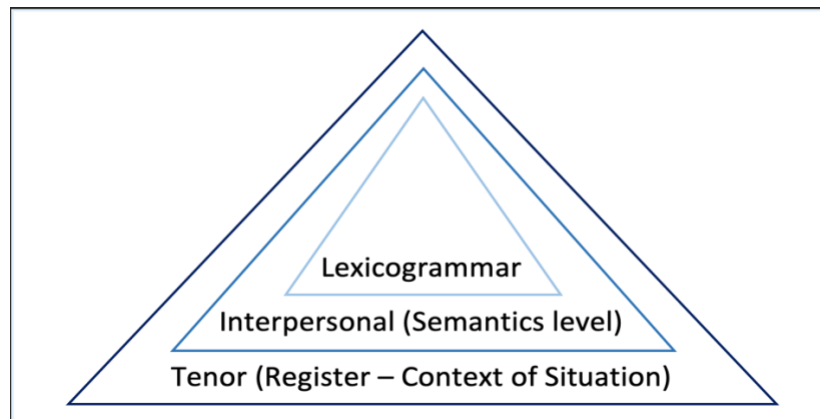 Lexicogrammar
Interpersonal (Semantics level)
Tenor (Register – Context of Situation)